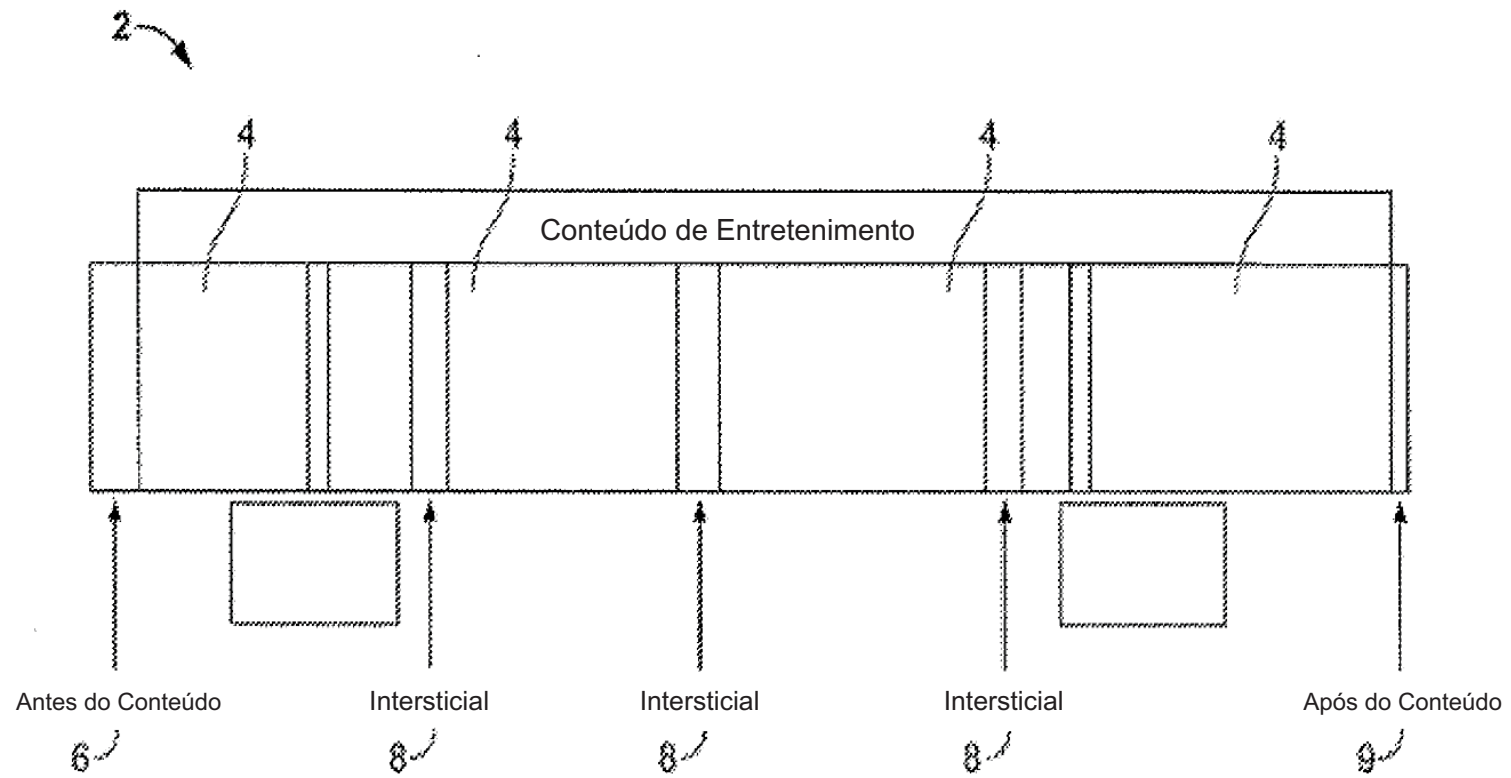 2
4 4 4 4
Conteúdo de Entretenimento
Antes do Conteúdo Intersticial Intersticial Intersticial Após do Conteúdo
6 8 8 8 9